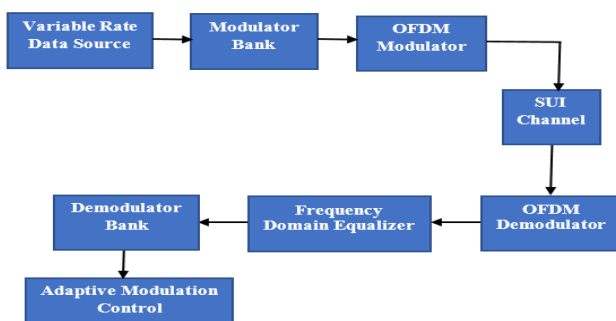 Variable Rate
Data Source
Modulator
Bank
OFDM
Modulator
SUI
Channel
OFDM
Demodulator
Frequency
Domain Equalizer
Demodulator
Bank
Adaptive Modulation
Control